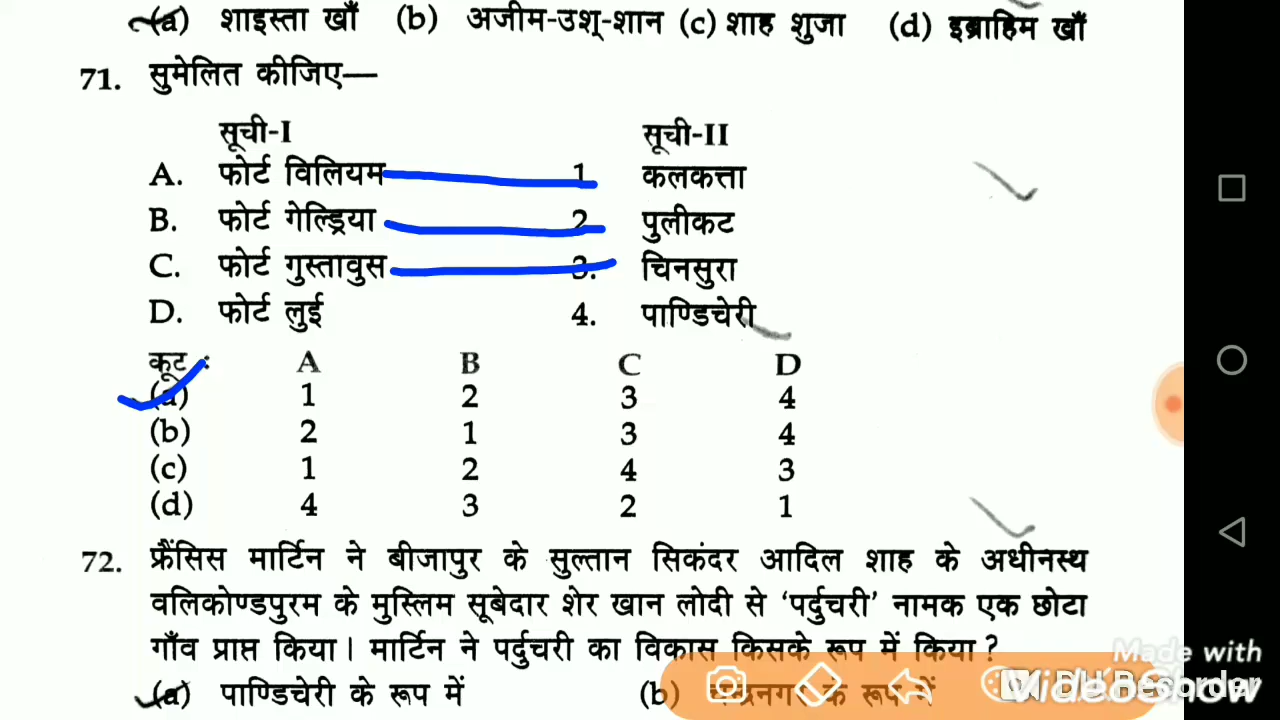 (a) शाइस्ता खाँ (b) अजीम-उश्-शान (c) शाह शुजा (d) इब्राहिम खाँ
71. सुमेलित कीजिए—
सूची-I सूची-II
A. फोर्ट विलियम 1 कलकत्ता
B. फोर्ट गेल्ड्रिया 2 पुलीकट
C. फोर्ट गुस्तावुस 3. चिनसुरा
D. फोर्ट लुई 4. पाण्डिचेरी
कूट : A B C D
(a) 1 2 3 4
(b) 2 1 3 4
(c) 1 2 4 3
(d) 4 3 2 1
72. फ्रैंसिस मार्टिन ने बीजापुर के सुल्तान सिकंदर आदिल शाह के अधीनस्थ
वलिकोण्डपुरम के मुस्लिम सूबेदार शेर खान लोदी से 'पर्दुचरी' नामक एक छोटा
गाँव प्राप्त किया। मार्टिन ने पर्दुचरी का विकास किसके रूप में किया?
Made with
(a) पाण्डिचेरी के रूप में (b) चन्द्रनगर के रूप में
VideoShow